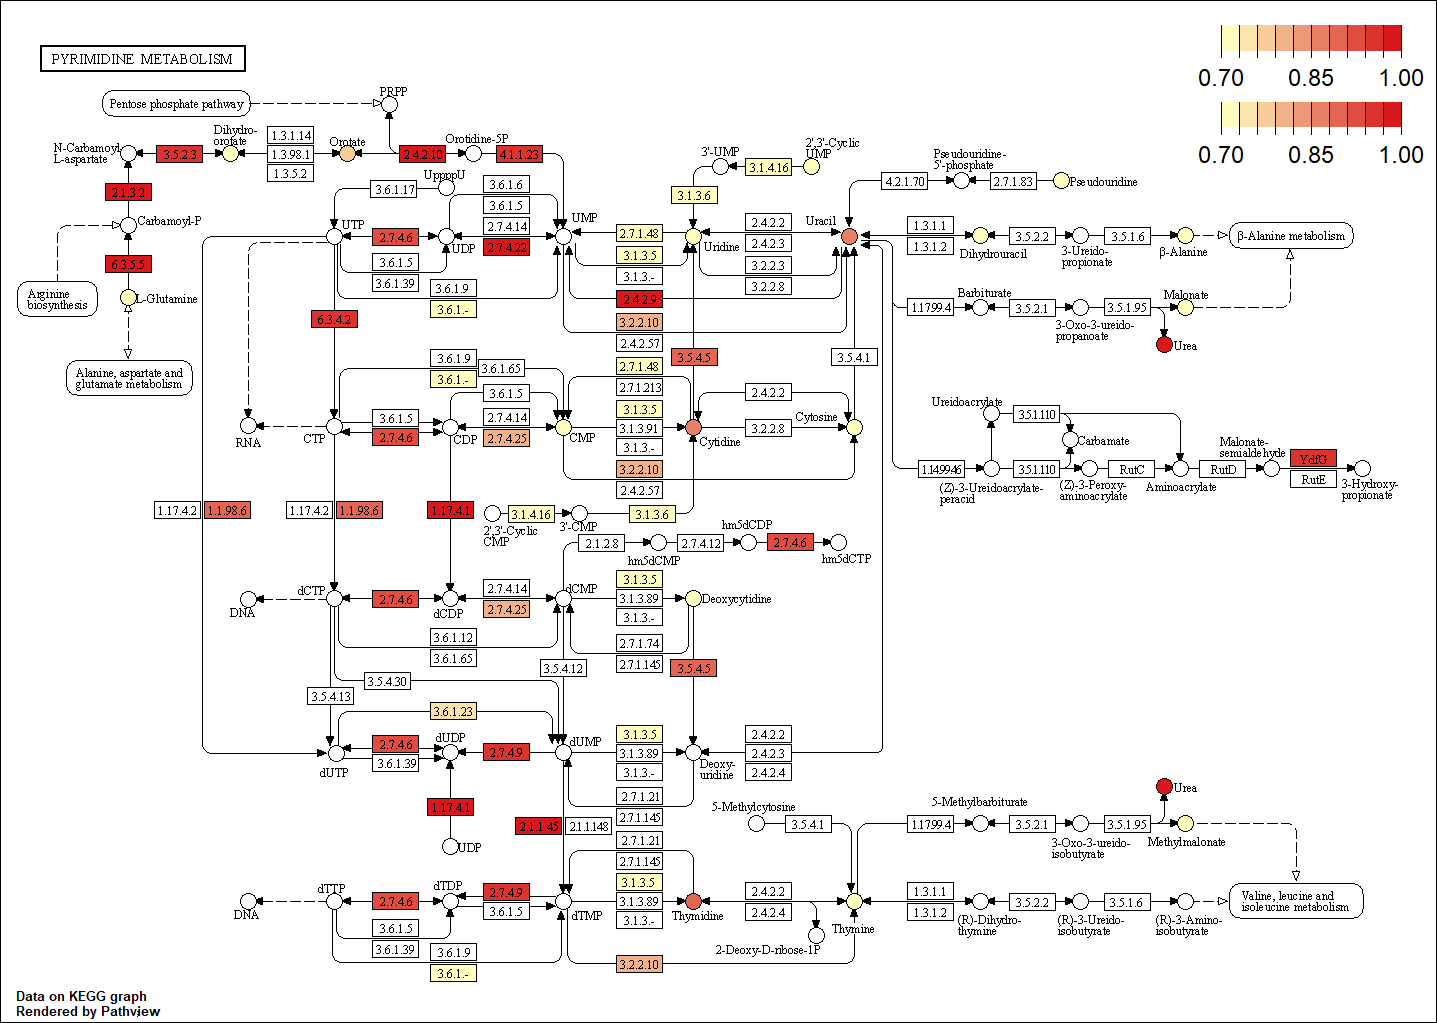 PYRIMIDINE METABOLISM
0.70 0.85 1.00
0.70 0.85 1.00
Pentose phosphate pathway
PRPP
N-Carbamoyl-
L-aspartate
3.5.2.3
Dihydro-
orotate
1.3.1.14
1.3.98.1
1.3.5.2
Orotate
2.4.2.10
Orotidine-5P
4.1.1.23
2.1.3.2
Carbamoyl-P
6.3.5.5
L-Glutamine
Arginine
biosynthesis
Alanine, aspartate and
glutamate metabolism
UppppU
3.6.1.17
3.6.1.6
3.6.1.5
2.7.4.14
2.7.4.22
UTP
2.7.4.6
3.6.1.5
3.6.1.39
UDP
UMP
3.6.1.9
3.6.1.-
3'-UMP
3.1.4.16
2',3'-Cyclic
UMP
3.1.3.6
2.7.1.48
3.1.3.5
3.1.3.-
2.4.2.9
3.2.2.10
2.4.2.57
Uridine
2.4.2.2
2.4.2.3
3.2.2.3
3.2.2.8
Uracil
Pseudouridine-
5'-phosphate
4.2.1.70
2.7.1.83
Pseudouridine
1.3.1.1
1.3.1.2
Dihydrouracil
3.5.2.2
3-Ureido-
propionate
3.5.1.6
β-Alanine
β-Alanine metabolism
1.17.99.4
Barbiturate
3.5.2.1
3-Oxo-3-ureido-
propanoate
3.5.1.95
Malonate
Urea
6.3.4.2
3.5.4.5
3.5.4.1
3.6.1.9
3.6.1.-
3.6.1.65
2.7.1.48
2.7.1.213
3.1.3.5
3.1.3.91
3.1.3.-
3.2.2.10
2.4.2.57
RNA
CTP
3.6.1.5
2.7.4.6
CDP
3.6.1.5
2.7.4.14
2.7.4.25
CMP
Cytidine
2.4.2.2
3.2.2.8
Cytosine
Ureidoacrylate
3.5.1.110
Carbamate
1.14.99.46
(Z)-3-Ureidoacrylate-
peracid
3.5.1.110
(Z)-3-Peroxy-
aminoacrylate
RutC
Aminoacrylate
RutD
Malonate-
semialdehyde
YdfG
RutE
3-Hydroxy-
propionate
1.17.4.2
1.1.98.6
1.17.4.2
1.1.98.6
1.17.4.1
2',3'-Cyclic
CMP
3.1.4.16
3'-CMP
3.1.3.6
2.1.2.8
hm5dCMP
2.7.4.12
hm5dCDP
2.7.4.6
hm5dCTP
DNA
dCTP
2.7.4.6
dCDP
2.7.4.14
2.7.4.25
dCMP
3.1.3.5
3.1.3.89
3.1.3.-
2.7.1.74
2.7.1.145
Deoxycytidine
3.6.1.12
3.6.1.65
3.5.4.12
3.5.4.5
3.5.4.30
3.5.4.13
3.6.1.23
dUTP
2.7.4.6
3.6.1.39
dUDP
2.7.4.9
dUMP
3.1.3.5
3.1.3.89
3.1.3.-
2.7.1.21
2.7.1.145
Deoxy-
uridine
2.4.2.2
2.4.2.3
2.4.2.4
1.17.4.1
UDP
2.1.1.45
2.1.1.148
2.7.1.21
2.7.1.145
5-Methylcytosine
3.5.4.1
1.17.99.4
5-Methylbarbiturate
3.5.2.1
3-Oxo-3-ureido-
isobutyrate
3.5.1.95
Urea
Methylmalonate
DNA
dTTP
2.7.4.6
dTDP
2.7.4.9
3.6.1.5
dTMP
3.1.3.5
3.1.3.89
3.1.3.-
Thymidine
2.4.2.2
2.4.2.4
2-Deoxy-D-ribose-1P
Thymine
1.3.1.1
1.3.1.2
(R)-Dihydro-
thymine
3.5.2.2
(R)-3-Ureido-
isobutyrate
3.5.1.6
(R)-3-Amino-
isobutyrate
Valine, leucine and
isoleucine metabolism
3.6.1.5
3.6.1.39
3.6.1.9
3.6.1.-
3.2.2.10
Data on KEGG graph
Rendered by Pathview